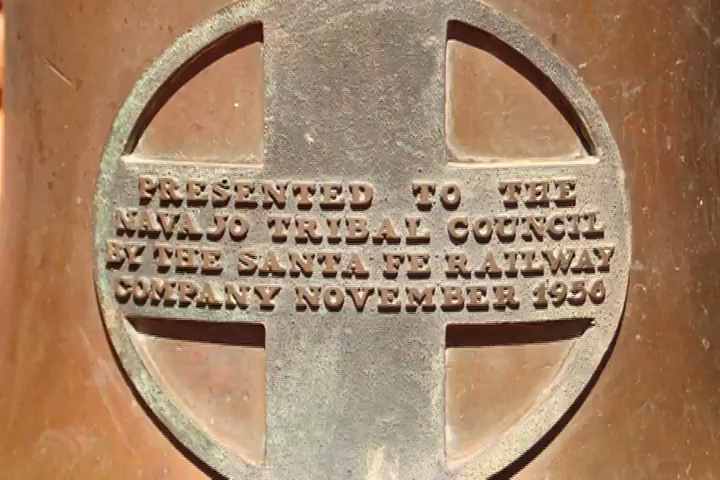 PRESENTED TO THE
NAVAJO TRIBAL COUNCIL
BY THE SANTA FE RAILWAY
COMPANY NOVEMBER 1956